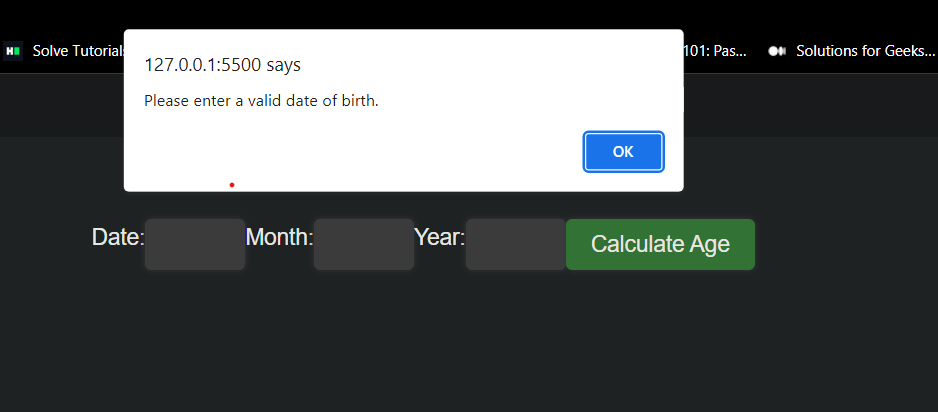 Solve Tutorials
101: Pas...
Solutions for Geeks...
127.0.0.1:5500 says
Please enter a valid date of birth.
OK
Date:
Month:
Year:
Calculate Age